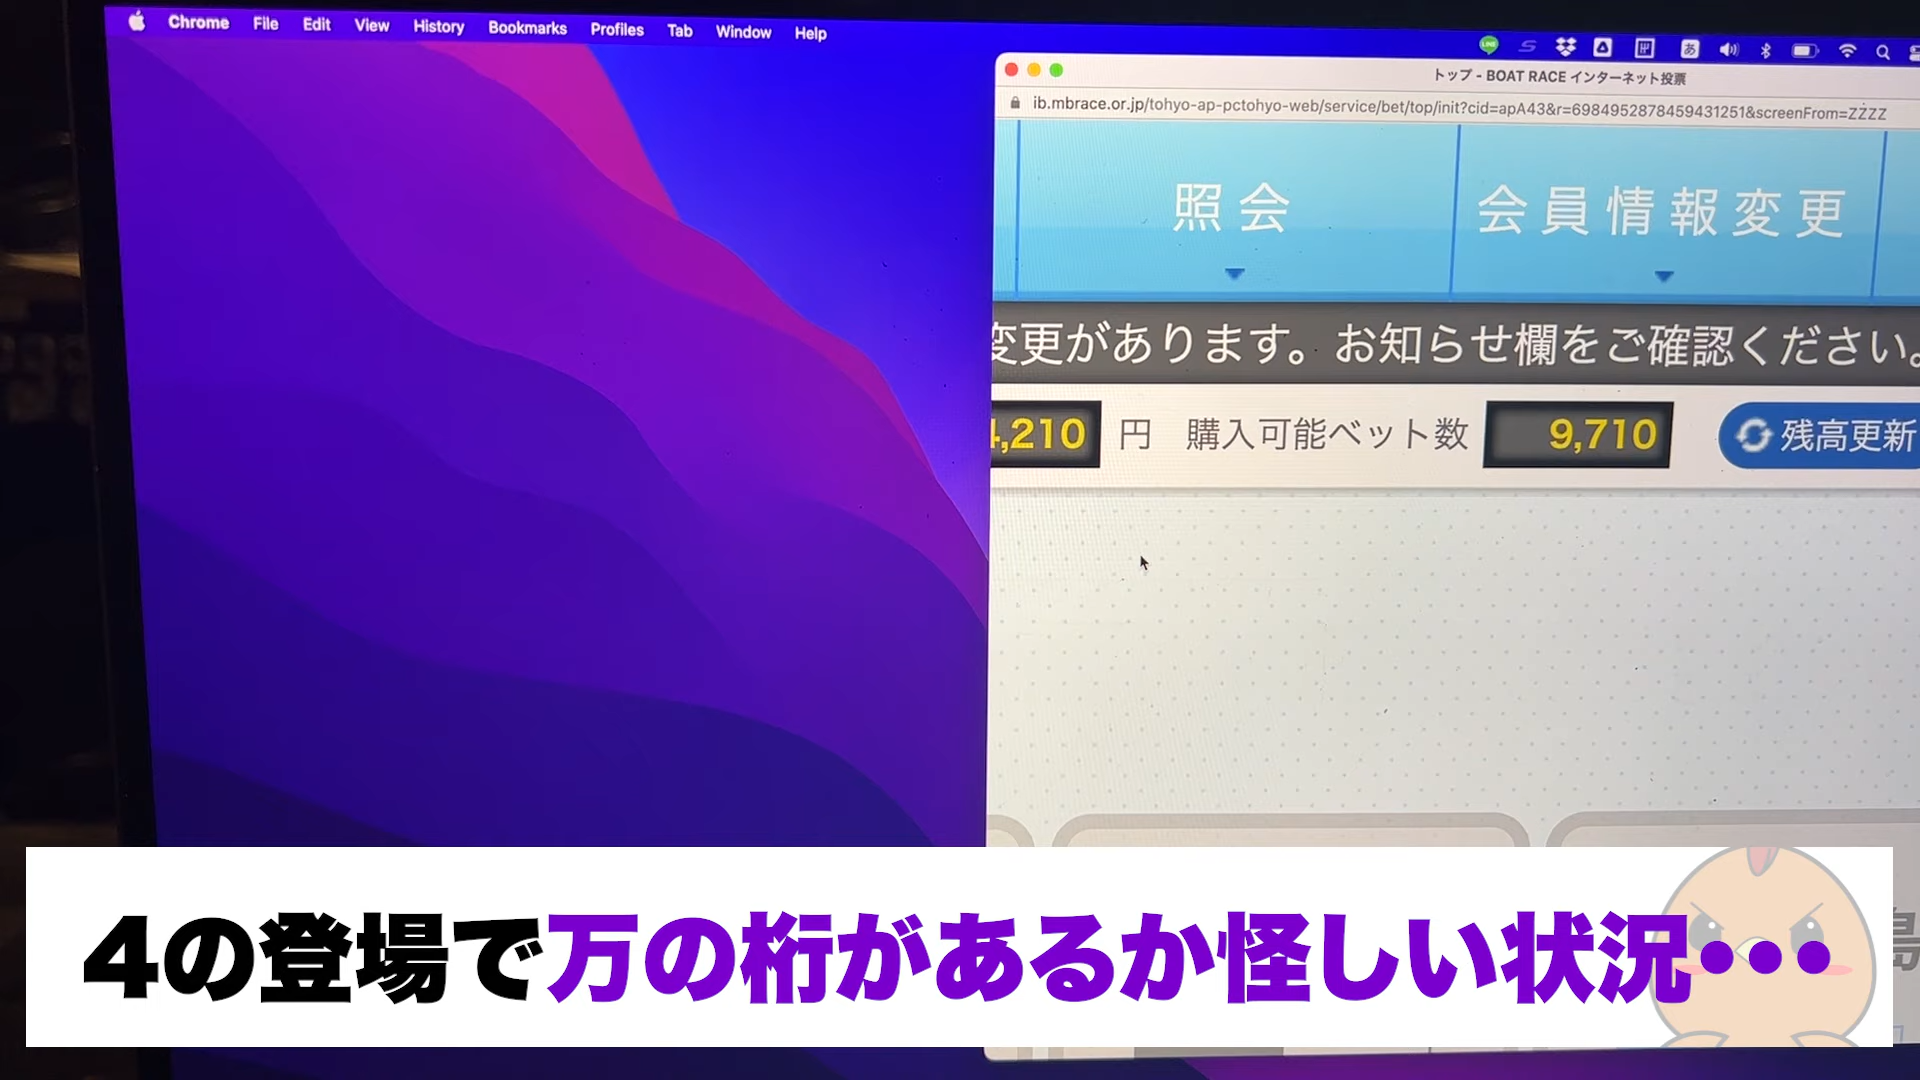 Chrome File Edit View History Bookmarks Profiles Tab Window Help
トップ - BOAT RACE インターネット投票
ib.mbrace.or.jp/tohyo-ap-pctohyo-web/service/bet/top/init?cid=apA43&r=6984952878459431251&screenFrom=ZZZZ
照会 会員情報変更
変更があります。お知らせ欄をご確認ください。
4,210 円 購入可能ベット数 9,710 残高更新
4の登場で万の桁があるか怪しい状況•••